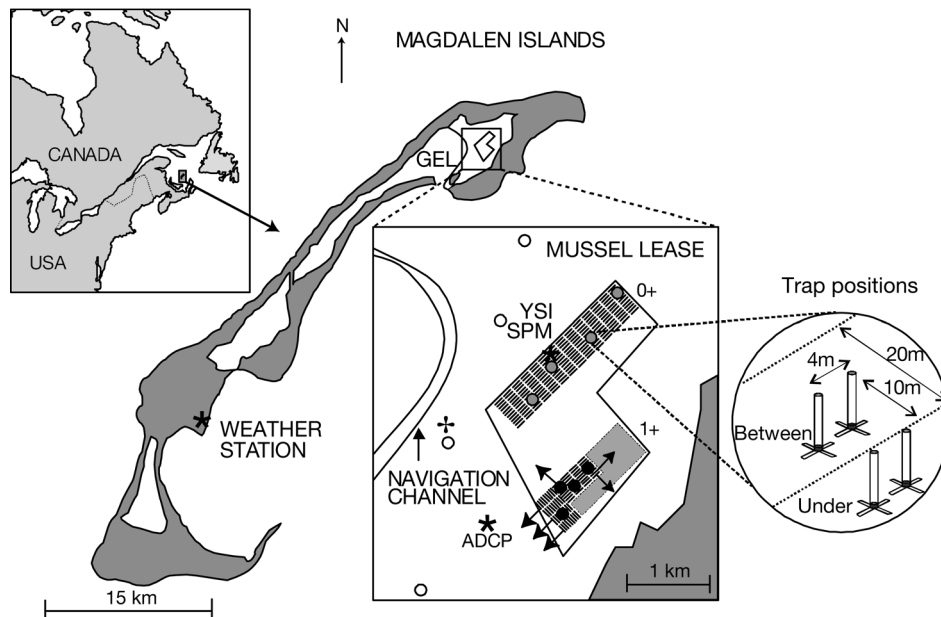 N
MAGDALEN ISLANDS
CANADA
USA
GEL
MUSSEL LEASE
0+
YSI
SPM
1+
NAVIGATION
CHANNEL
ADCP
1 km
WEATHER
STATION
15 km
Trap positions
20m
4m
10m
Between
Under